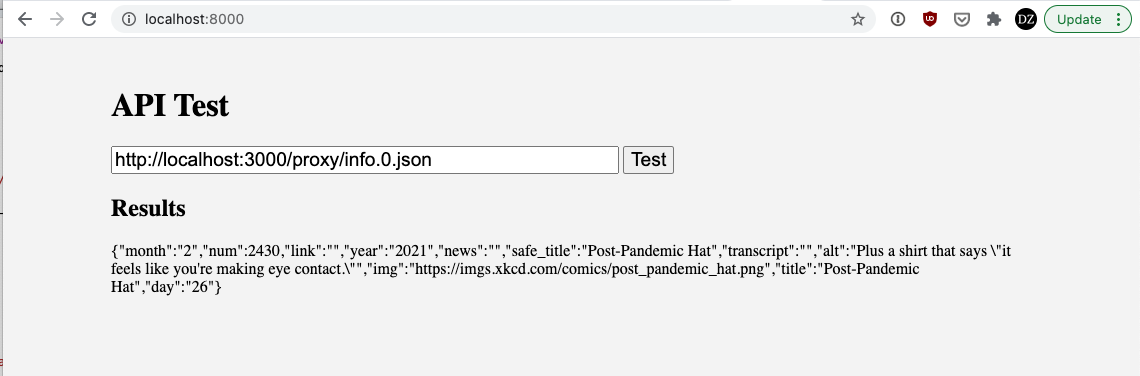 localhost:8000
DZ
Update
API Test
http://localhost:3000/proxy/info.0.json
Test
Results
{"month":"2","num":2430,"link":"","year":"2021","news":"","safe_title":"Post-Pandemic Hat","transcript":"","alt":"Plus a shirt that says \"it
feels like you're making eye contact.\"","img":"https://imgs.xkcd.com/comics/post_pandemic_hat.png","title":"Post-Pandemic
Hat","day":"26"}